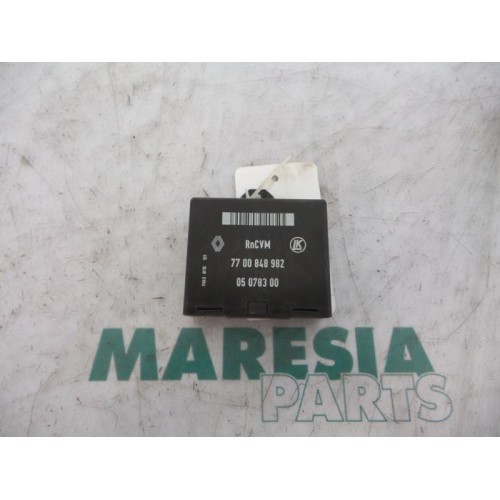 RnCVM
77 00 848 982
05 0783 00
MARESIA
PARTS